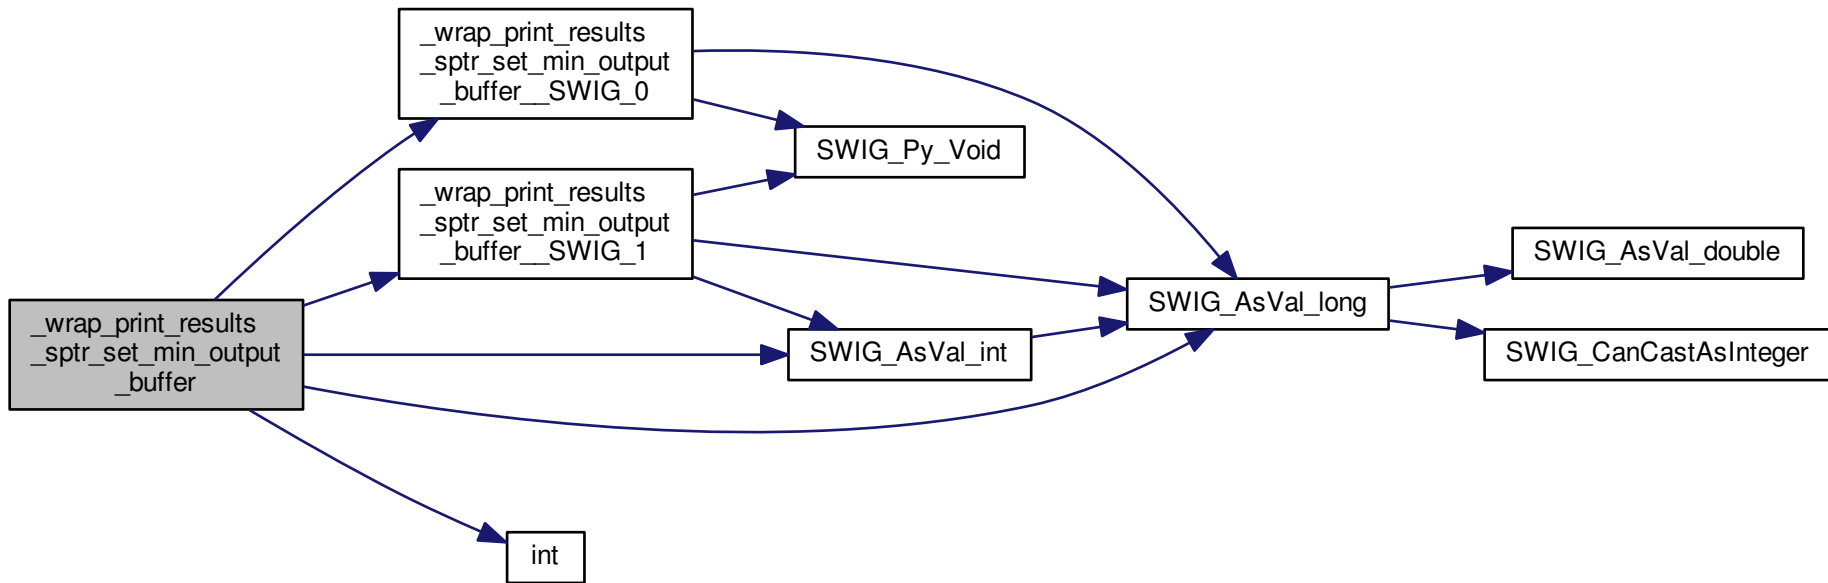 _wrap_print_results
_sptr_set_min_output
_buffer__SWIG_0
SWIG_Py_Void
_wrap_print_results
_sptr_set_min_output
_buffer__SWIG_1
SWIG_AsVal_double
SWIG_AsVal_long
_wrap_print_results
_sptr_set_min_output
_buffer
SWIG_AsVal_int
SWIG_CanCastAsInteger
int